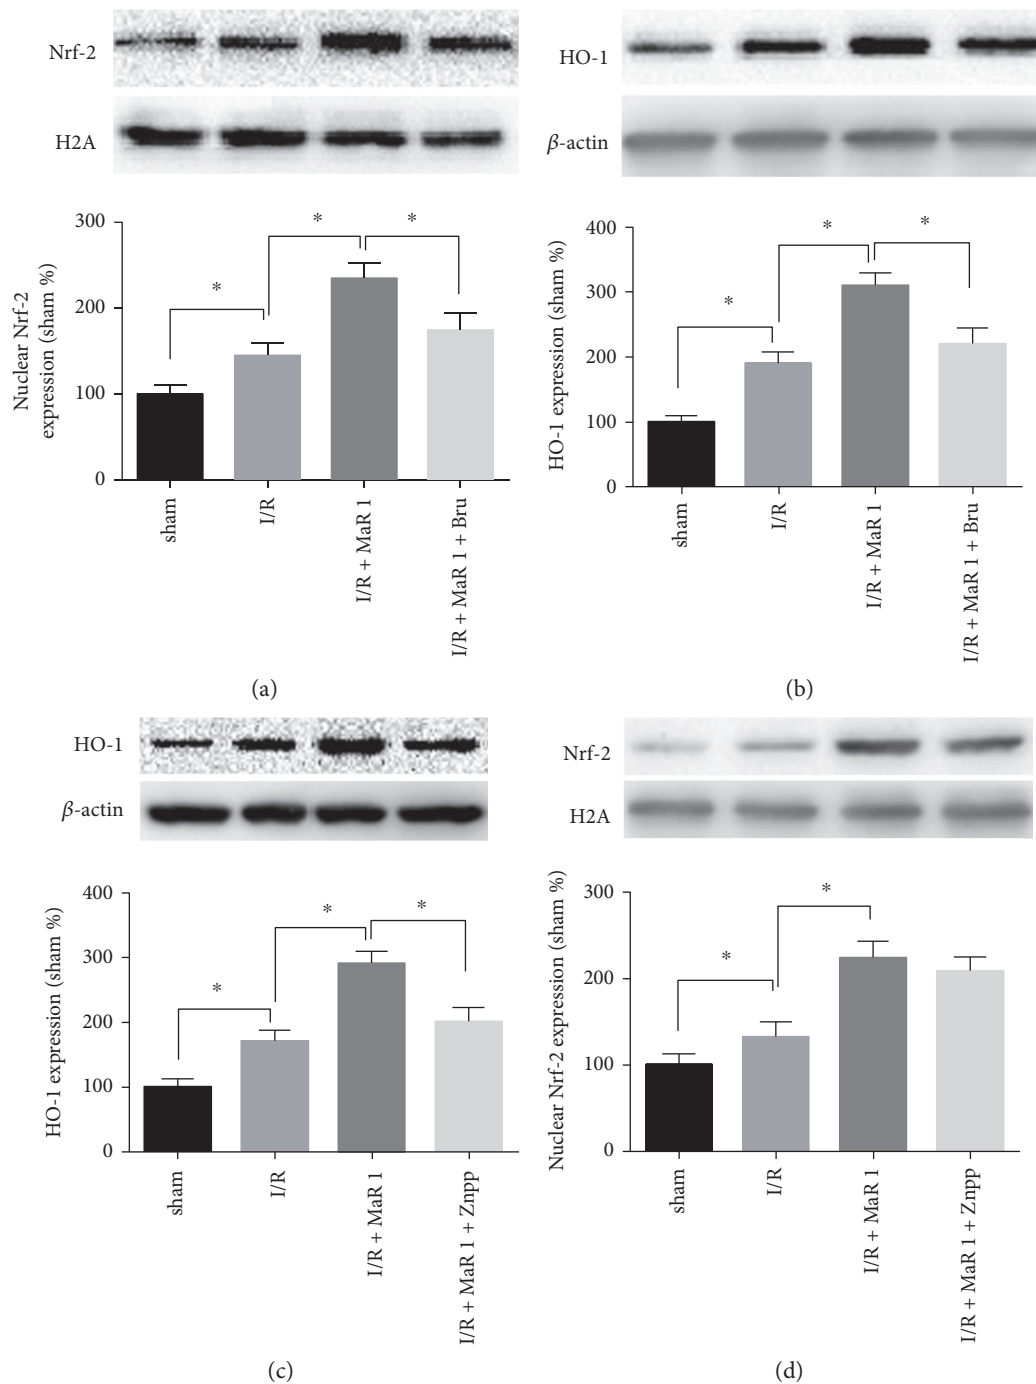 Nrf-2
H2A
Nuclear Nrf-2
expression (sham %)
300
200
100
0
*
*
*
sham
I/R
I/R + MaR 1
I/R + MaR 1 + Bru
(a)
HO-1
β-actin
HO-1 expression (sham %)
400
300
200
100
0
*
*
*
sham
I/R
I/R + MaR 1
I/R + MaR 1 + Bru
(b)
HO-1
β-actin
HO-1 expression (sham %)
400
300
200
100
0
*
*
*
sham
I/R
I/R + MaR 1
I/R + MaR 1 + Znpp
(c)
Nrf-2
H2A
Nuclear Nrf-2 expression (sham %)
300
200
100
0
*
*
sham
I/R
I/R + MaR 1
I/R + MaR 1 + Znpp
(d)